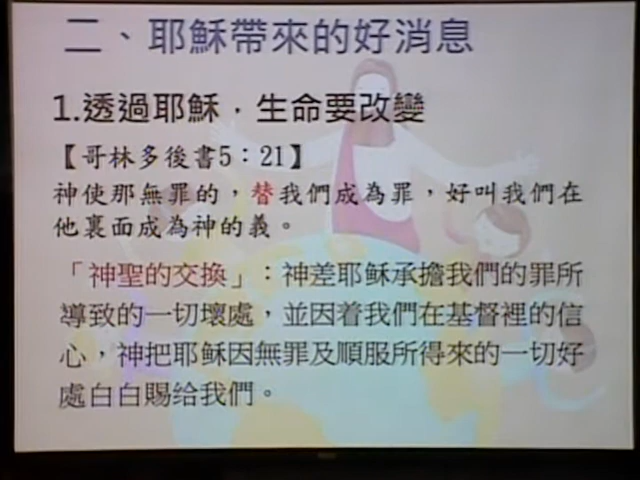 二、耶穌帶來的好消息
1.透過耶穌，生命要改變
【哥林多後書5：21】
神使那無罪的，替我們成為罪，好叫我們在
他裏面成為神的義。
「神聖的交換」：神差耶穌承擔我們的罪所
導致的一切壞處，並因着我們在基督裡的信
心，神把耶穌因無罪及順服所得來的一切好
處白白賜给我們。